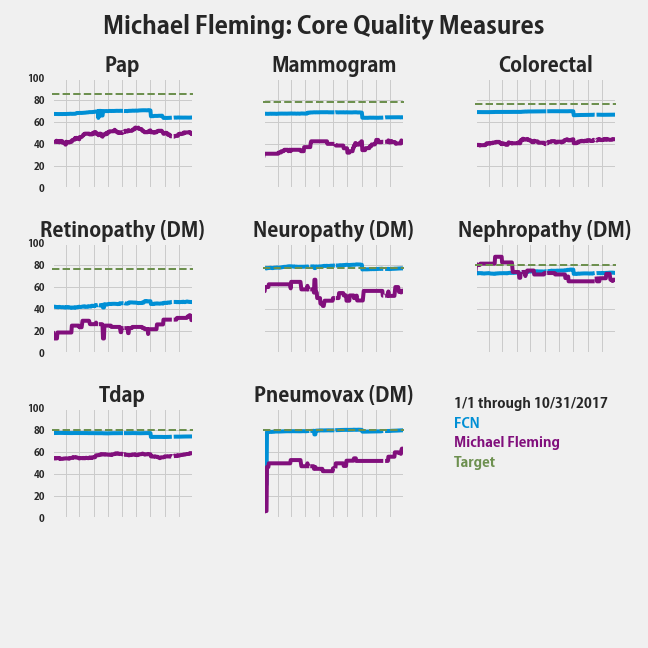 Michael Fleming: Core Quality Measures
Pap
Mammogram
Colorectal
100
80
60
40
20
0
Retinopathy (DM)
Neuropathy (DM)
Nephropathy (DM)
100
80
60
40
20
0
Tdap
Pneumovax (DM)
100
80
60
40
20
0
1/1 through 10/31/2017
FCN
Michael Fleming
Target